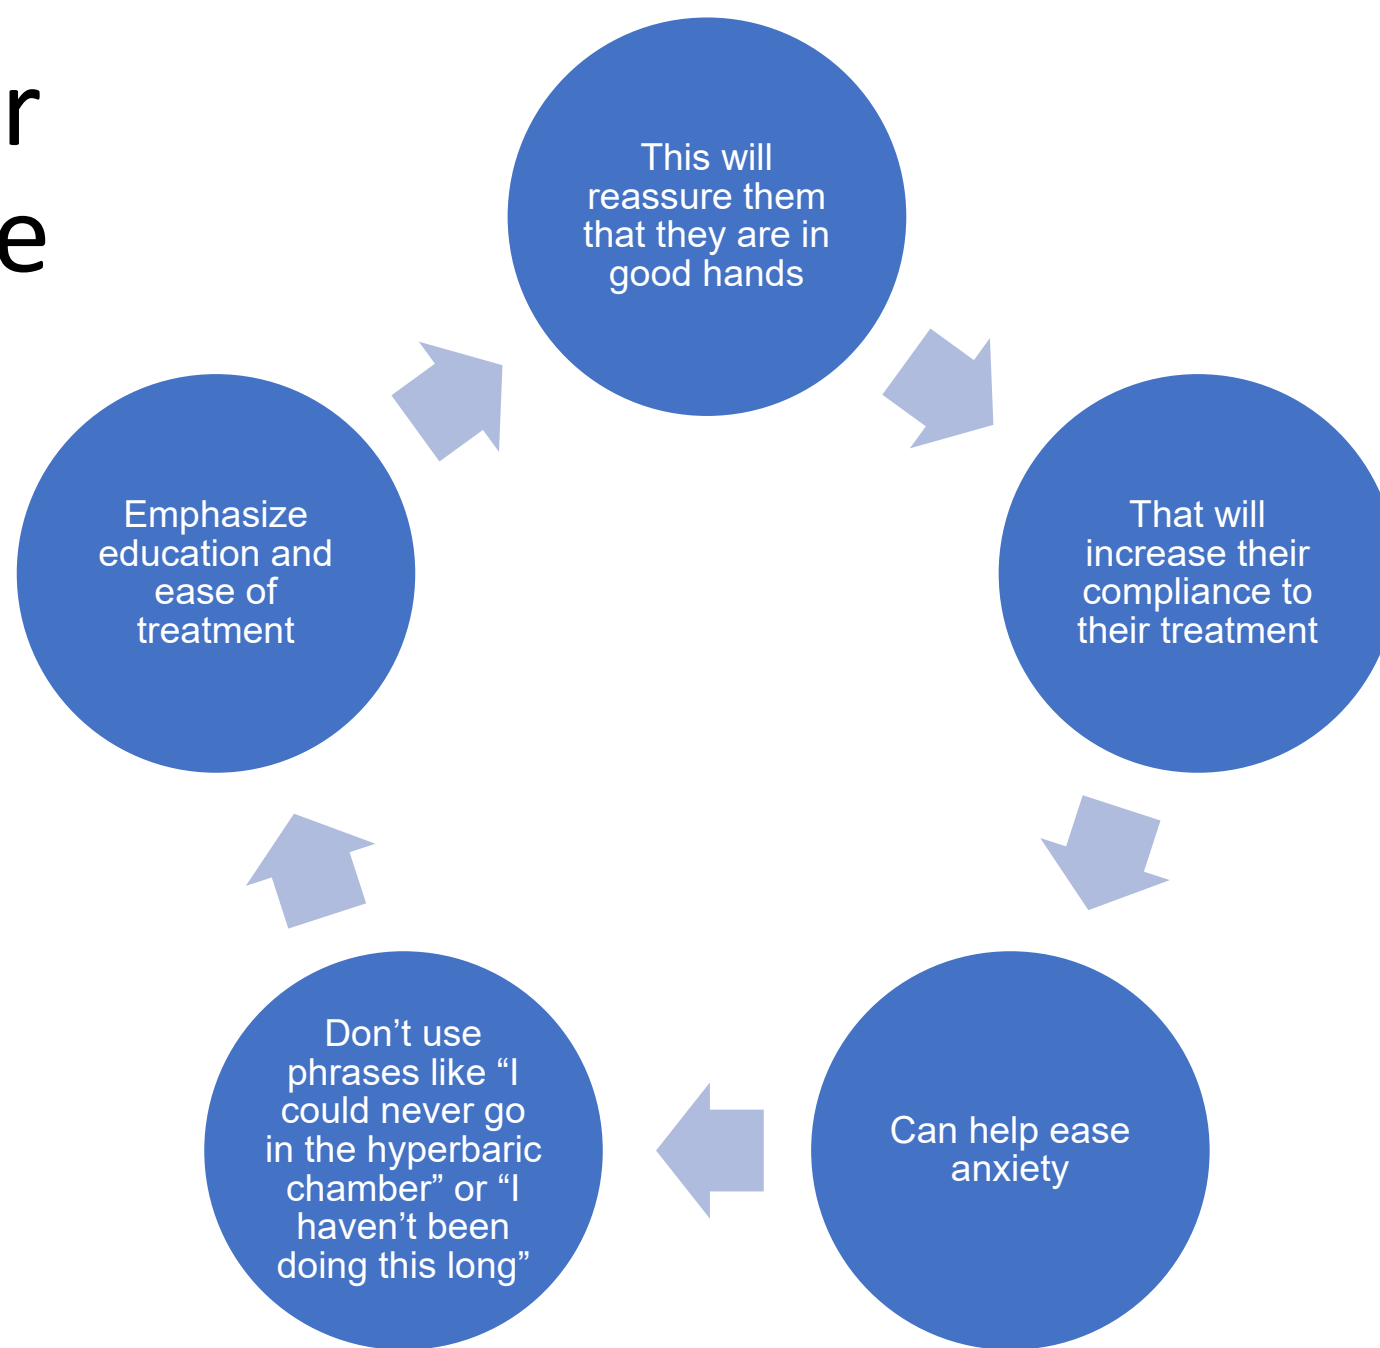 r
e
This will
reassure them
that they are in
good hands
That will
increase their
compliance to
their treatment
Can help ease
anxiety
Don’t use
phrases like “I
could never go
in the hyperbaric
chamber” or “I
haven’t been
doing this long”
Emphasize
education and
ease of
treatment